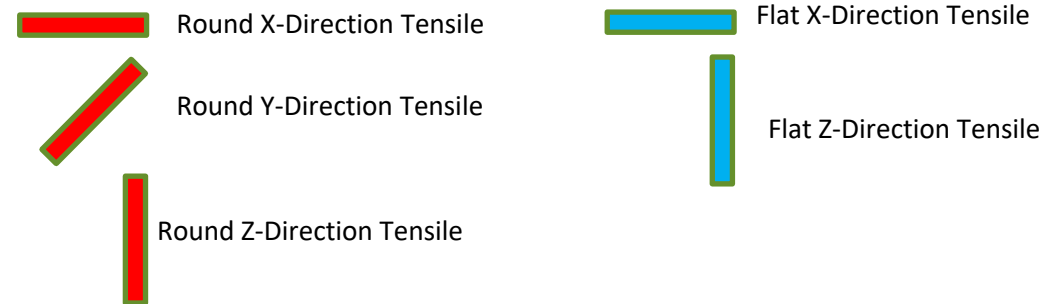 Round X-Direction Tensile
Round Y-Direction Tensile
Round Z-Direction Tensile
Flat X-Direction Tensile
Flat Z-Direction Tensile